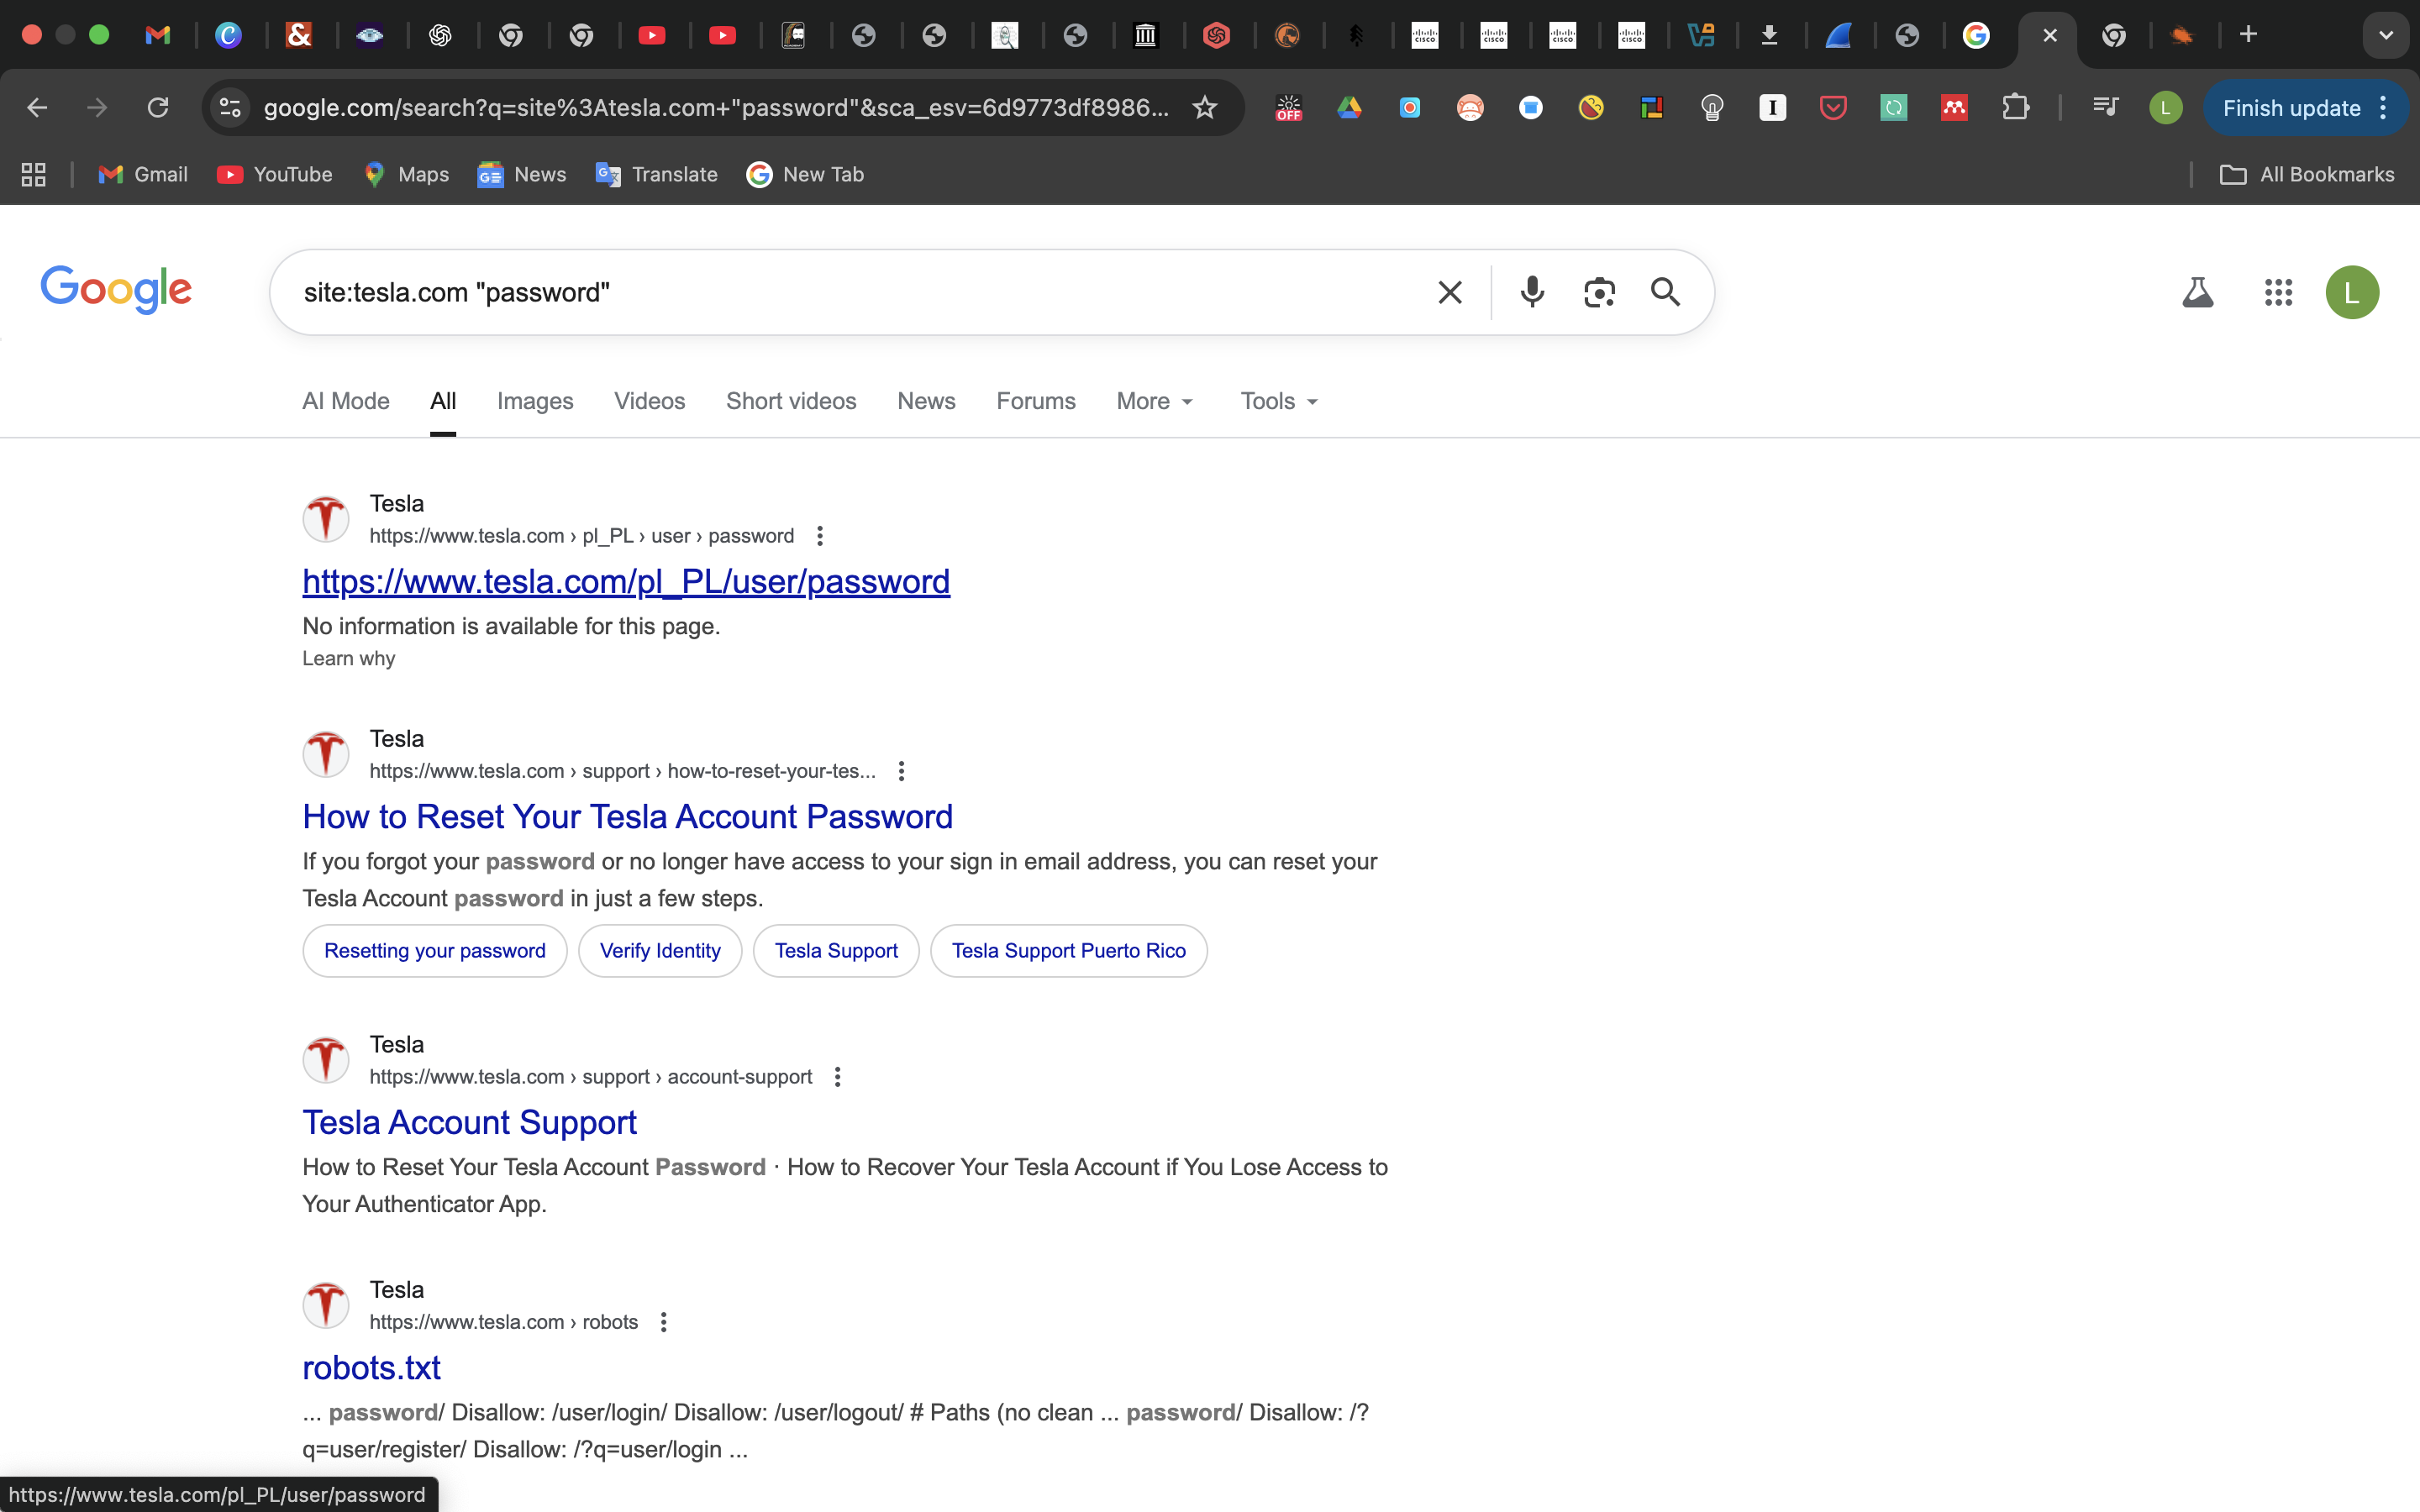 google.com/search?q=site%3Atesla.com+"password"&sca_esv=6d9773df8986...
OFF
Finish update
Gmail
YouTube
Maps
News
Translate
New Tab
All Bookmarks
Google
site:tesla.com "password"
L
AI Mode
All
Images
Videos
Short videos
News
Forums
More
Tools
Tesla
https://www.tesla.com › pl_PL › user › password
https://www.tesla.com/pl_PL/user/password
No information is available for this page.
Learn why
Tesla
https://www.tesla.com › support › how-to-reset-your-tes...
How to Reset Your Tesla Account Password
If you forgot your password or no longer have access to your sign in email address, you can reset your
Tesla Account password in just a few steps.
Resetting your password
Verify Identity
Tesla Support
Tesla Support Puerto Rico
Tesla
https://www.tesla.com › support › account-support
Tesla Account Support
How to Reset Your Tesla Account Password · How to Recover Your Tesla Account if You Lose Access to
Your Authenticator App.
Tesla
https://www.tesla.com › robots
robots.txt
... password/ Disallow: /user/login/ Disallow: /user/logout/ # Paths (no clean ... password/ Disallow: /?
q=user/register/ Disallow: /?q=user/login ...
https://www.tesla.com/pl_PL/user/password